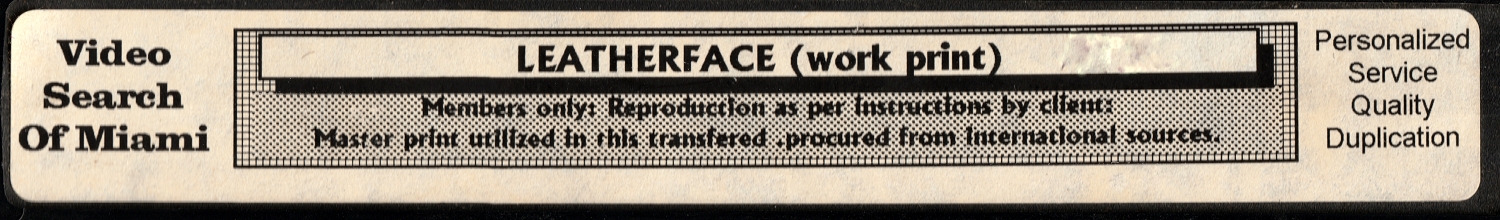 Video
Search
Of Miami
LEATHERFACE (work print)
Members only: Reproduction as per instructions by client:
Master print utilized in this transfered .procured from international sources.
Personalized
Service
Quality
Duplication